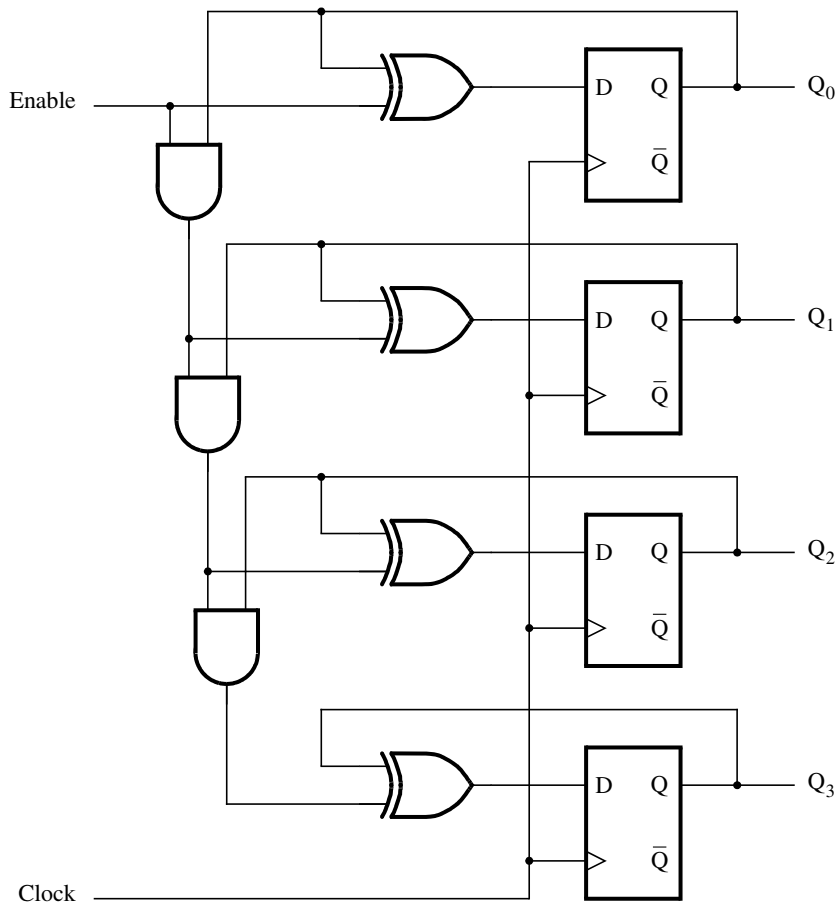 Enable
D Q Q0
Q̅
D Q Q1
Q̅
D Q Q2
Q̅
D Q Q3
Q̅
Clock